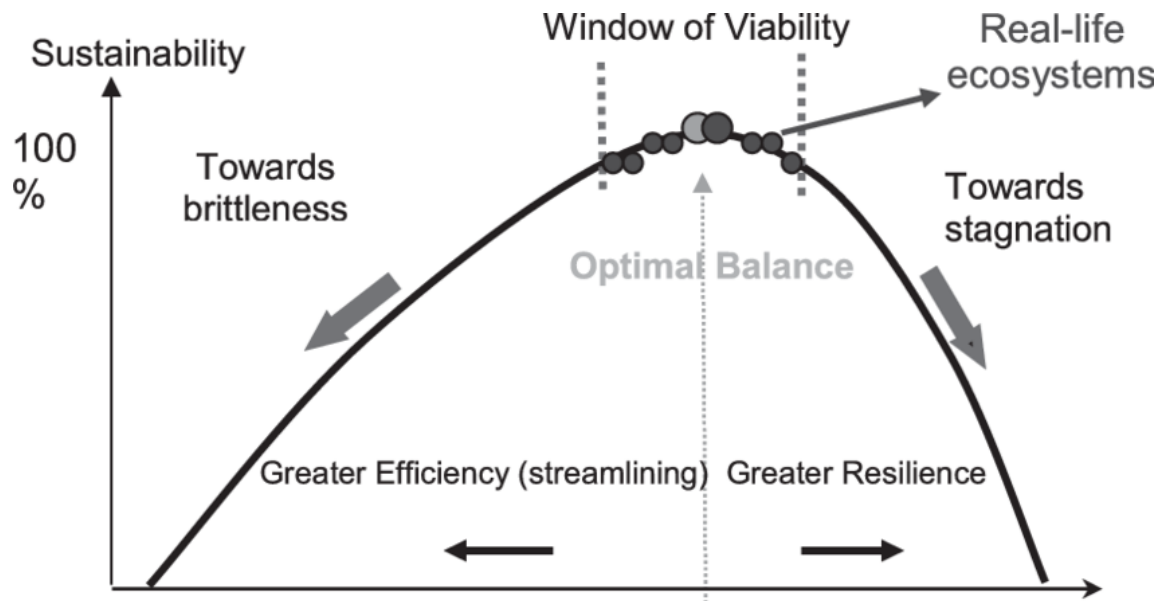 Window of Viability
Real-life
ecosystems
Sustainability
100
%
Towards
brittleness
Towards
stagnation
Optimal Balance
Greater Efficiency (streamlining)
Greater Resilience